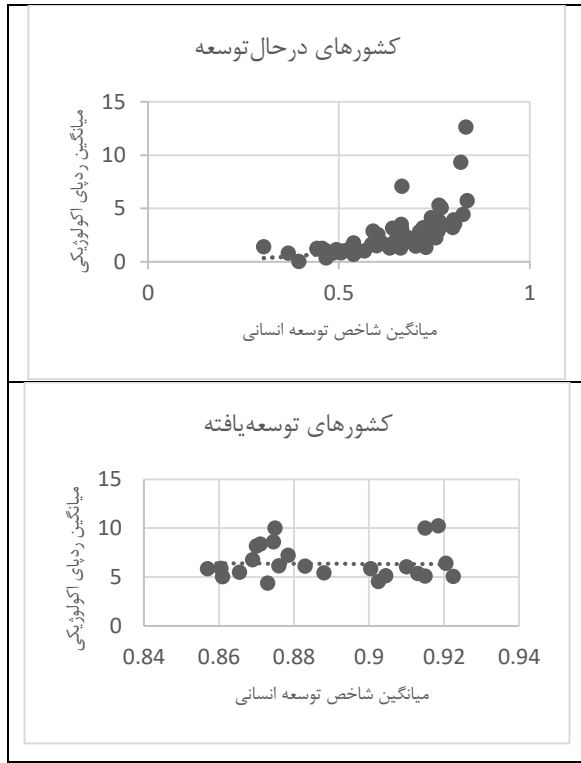 کشورهای درحال‌توسعه
میانگین ردپای اکولوژیکی
15
10
5
0
0 0.5 1
میانگین شاخص توسعه انسانی
کشورهای توسعه‌یافته
میانگین ردپای اکولوژیکی
15
10
5
0
0.84 0.86 0.88 0.9 0.92 0.94
میانگین شاخص توسعه انسانی